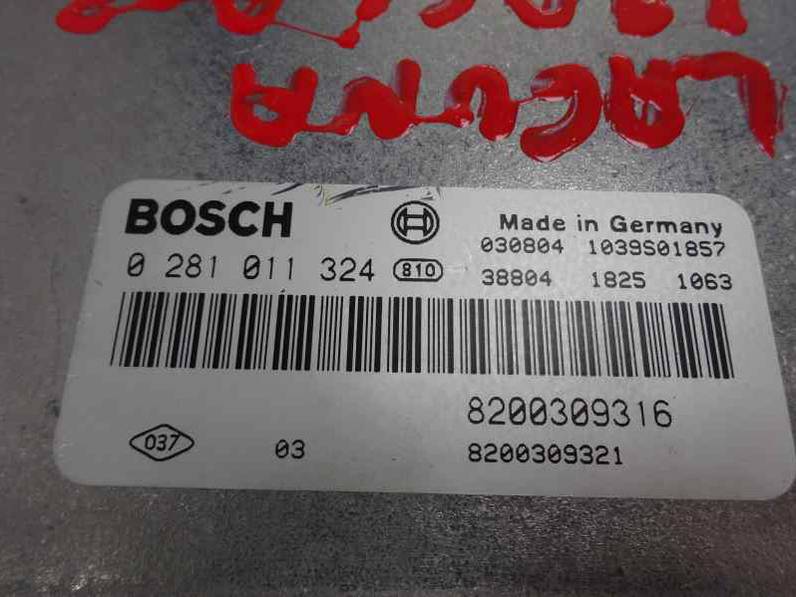 LAGUNA
BOSCH
Made in Germany
030804 1039S01857
0 281 011 324 810
38804 1825 1063
8200309316
037 03 8200309321